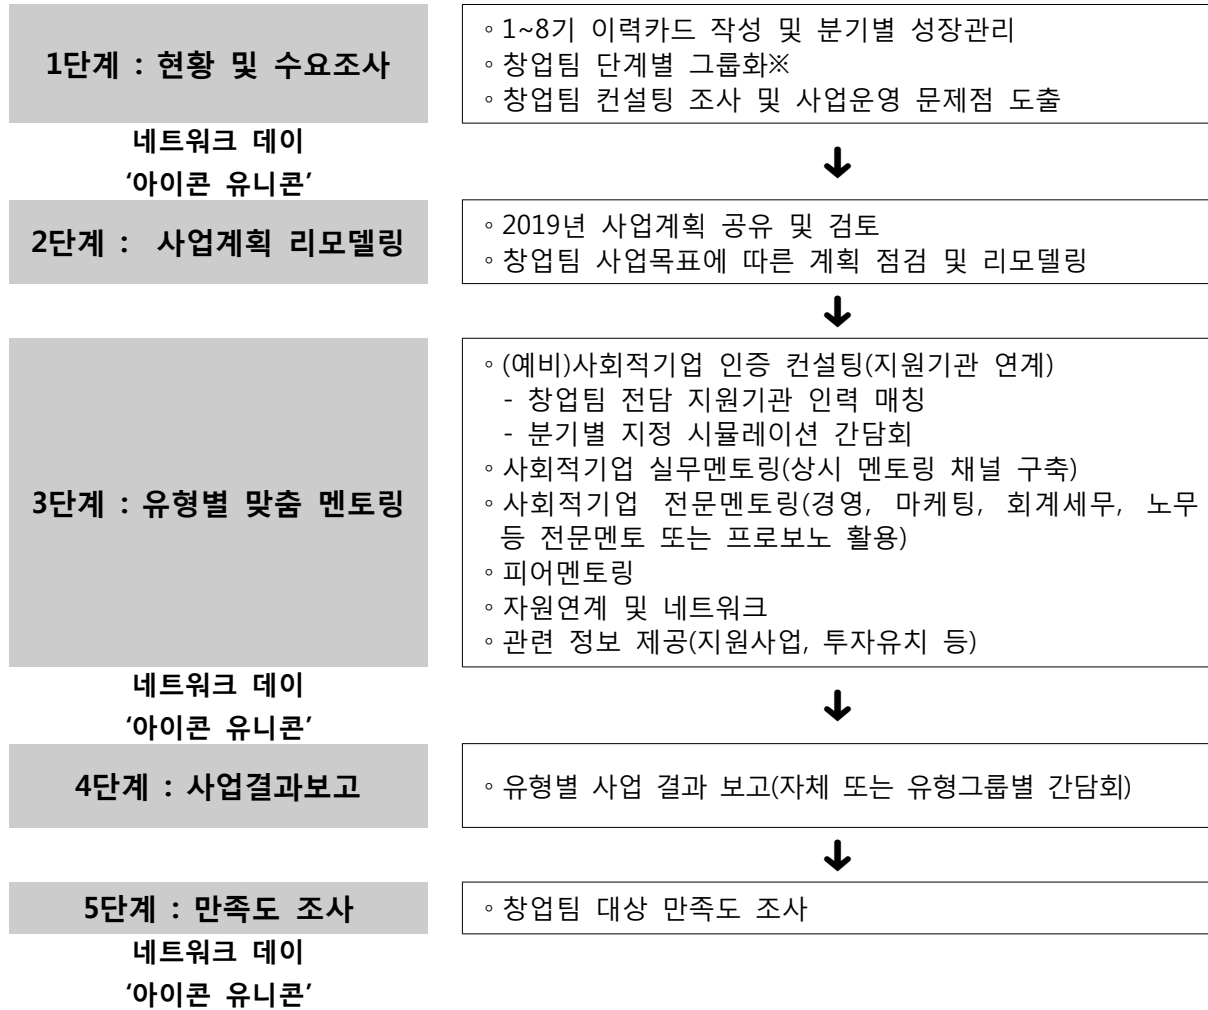 1단계 : 현황 및 수요조사
◦1~8기 이력카드 작성 및 분기별 성장관리
◦창업팀 단계별 그룹화※
◦창업팀 컨설팅 조사 및 사업운영 문제점 도출
네트워크 데이
‘아이콘 유니콘’
2단계 : 사업계획 리모델링
◦2019년 사업계획 공유 및 검토
◦창업팀 사업목표에 따른 계획 점검 및 리모델링
3단계 : 유형별 맞춤 멘토링
◦(예비)사회적기업 인증 컨설팅(지원기관 연계)
- 창업팀 전담 지원기관 인력 매칭
- 분기별 지정 시뮬레이션 간담회
◦사회적기업 실무멘토링(상시 멘토링 채널 구축)
◦사회적기업 전문멘토링(경영, 마케팅, 회계세무, 노무
등 전문멘토 또는 프로보노 활용)
◦피어멘토링
◦자원연계 및 네트워크
◦관련 정보 제공(지원사업, 투자유치 등)
네트워크 데이
‘아이콘 유니콘’
4단계 : 사업결과보고
◦유형별 사업 결과 보고(자체 또는 유형그룹별 간담회)
5단계 : 만족도 조사
◦창업팀 대상 만족도 조사
네트워크 데이
‘아이콘 유니콘’